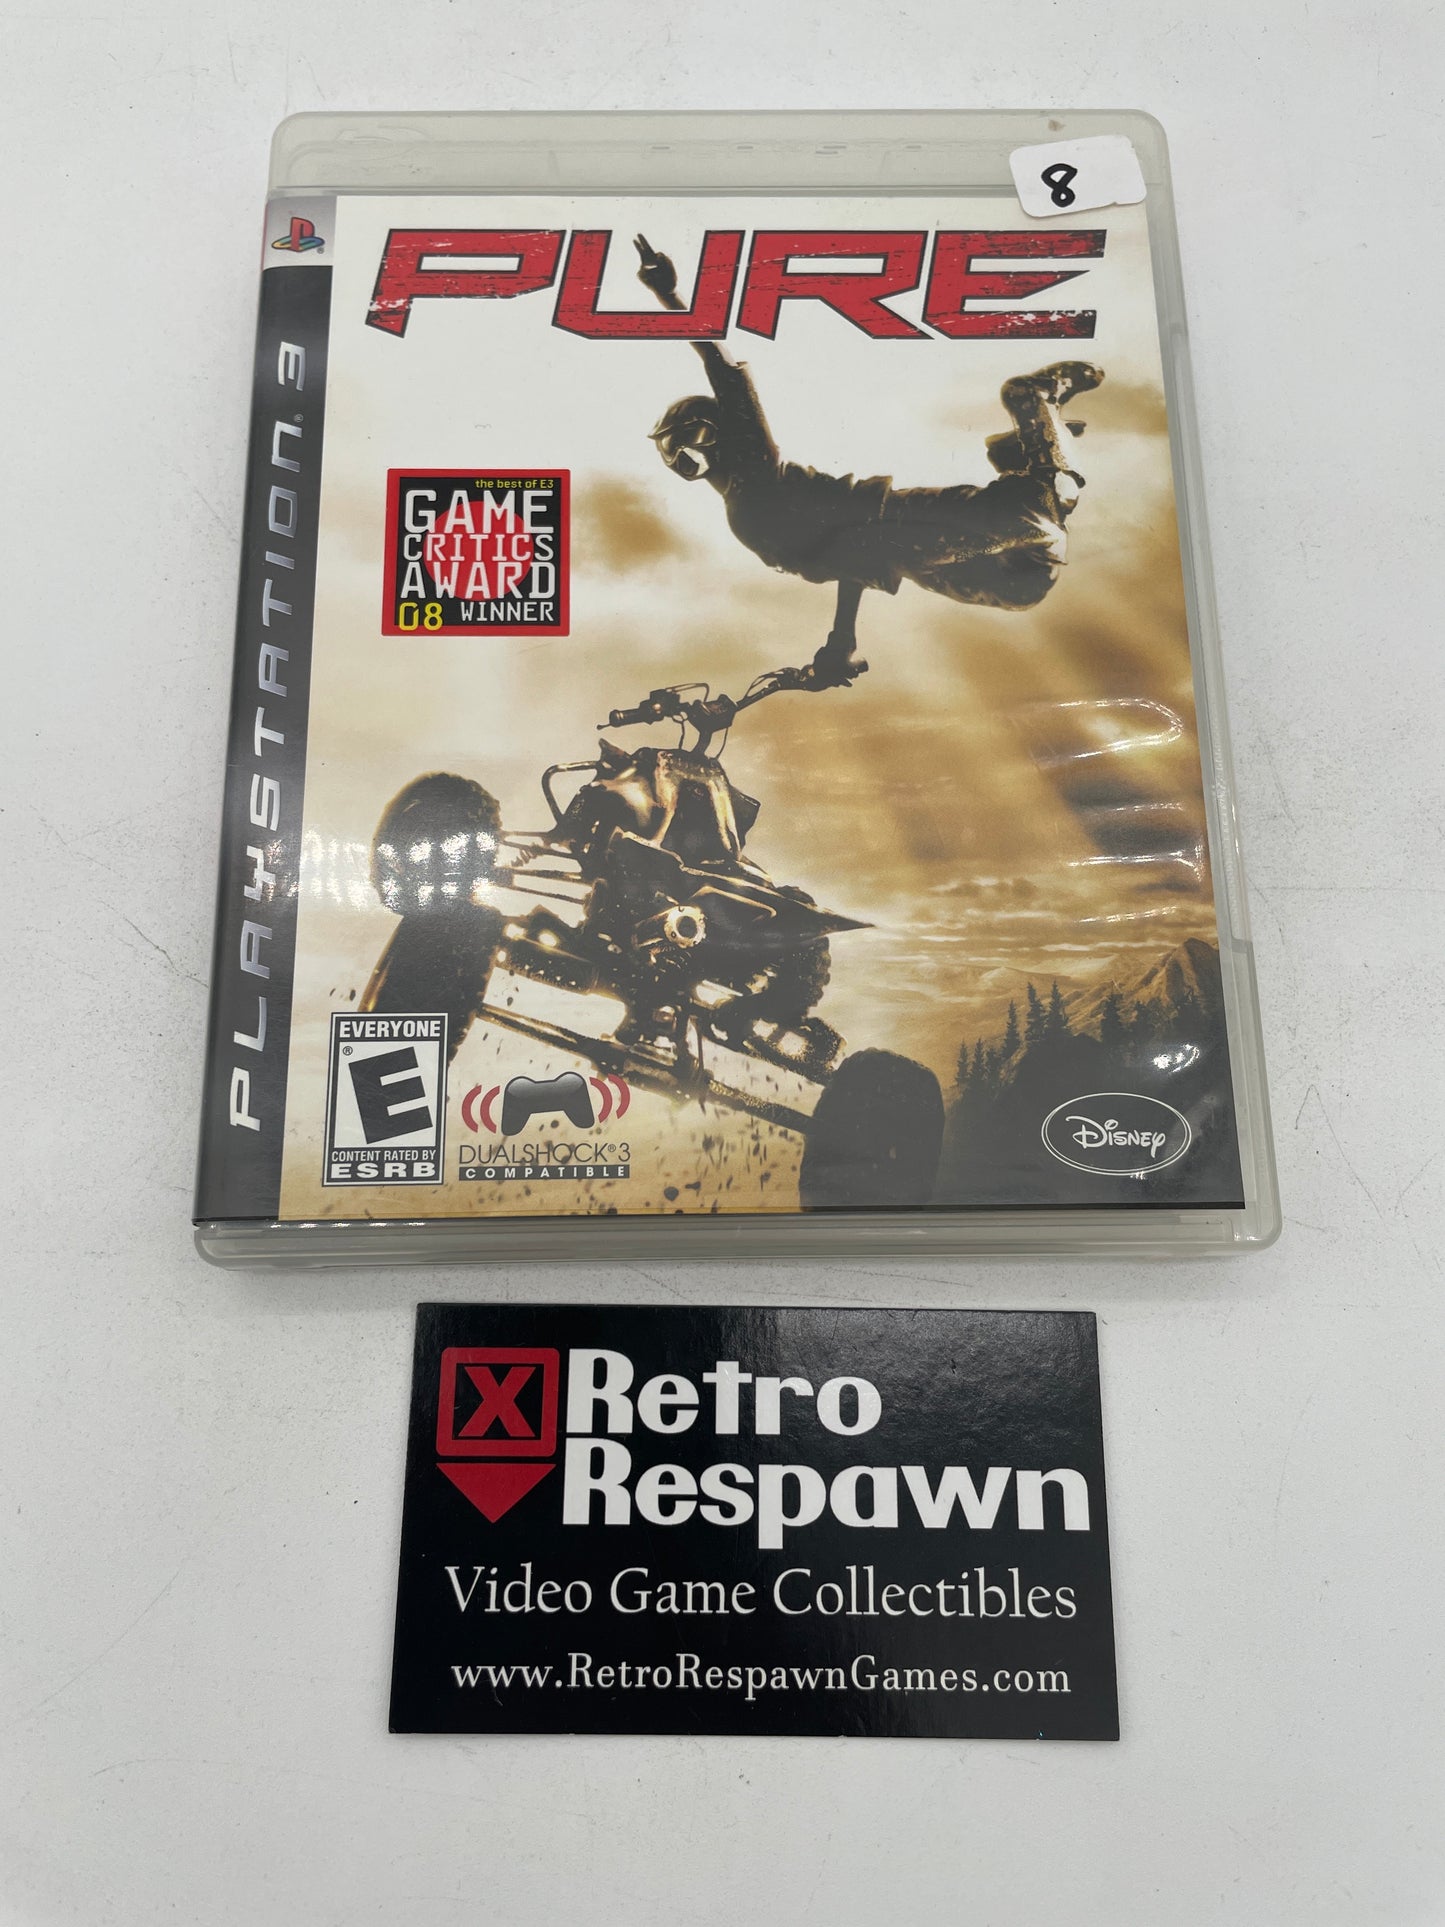 8
PURE
PLAYSTATION® 3
the best of E3
GAME
CRITICS
AWARD
08 WINNER
EVERYONE
®
E
CONTENT RATED BY
ESRB
DUALSHOCK®3
COMPATIBLE
Disney
X Retro
Respawn
Video Game Collectibles
www.RetroRespawnGames.com